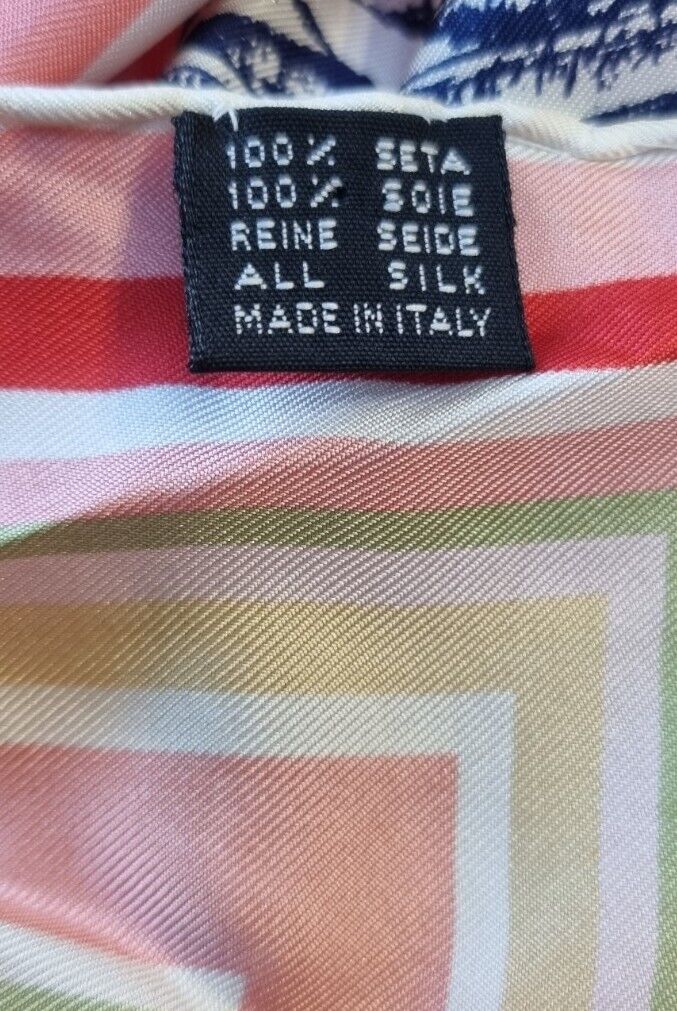 100% SETA
100% SOIE
REINE SEIDE
ALL SILK
MADE IN ITALY